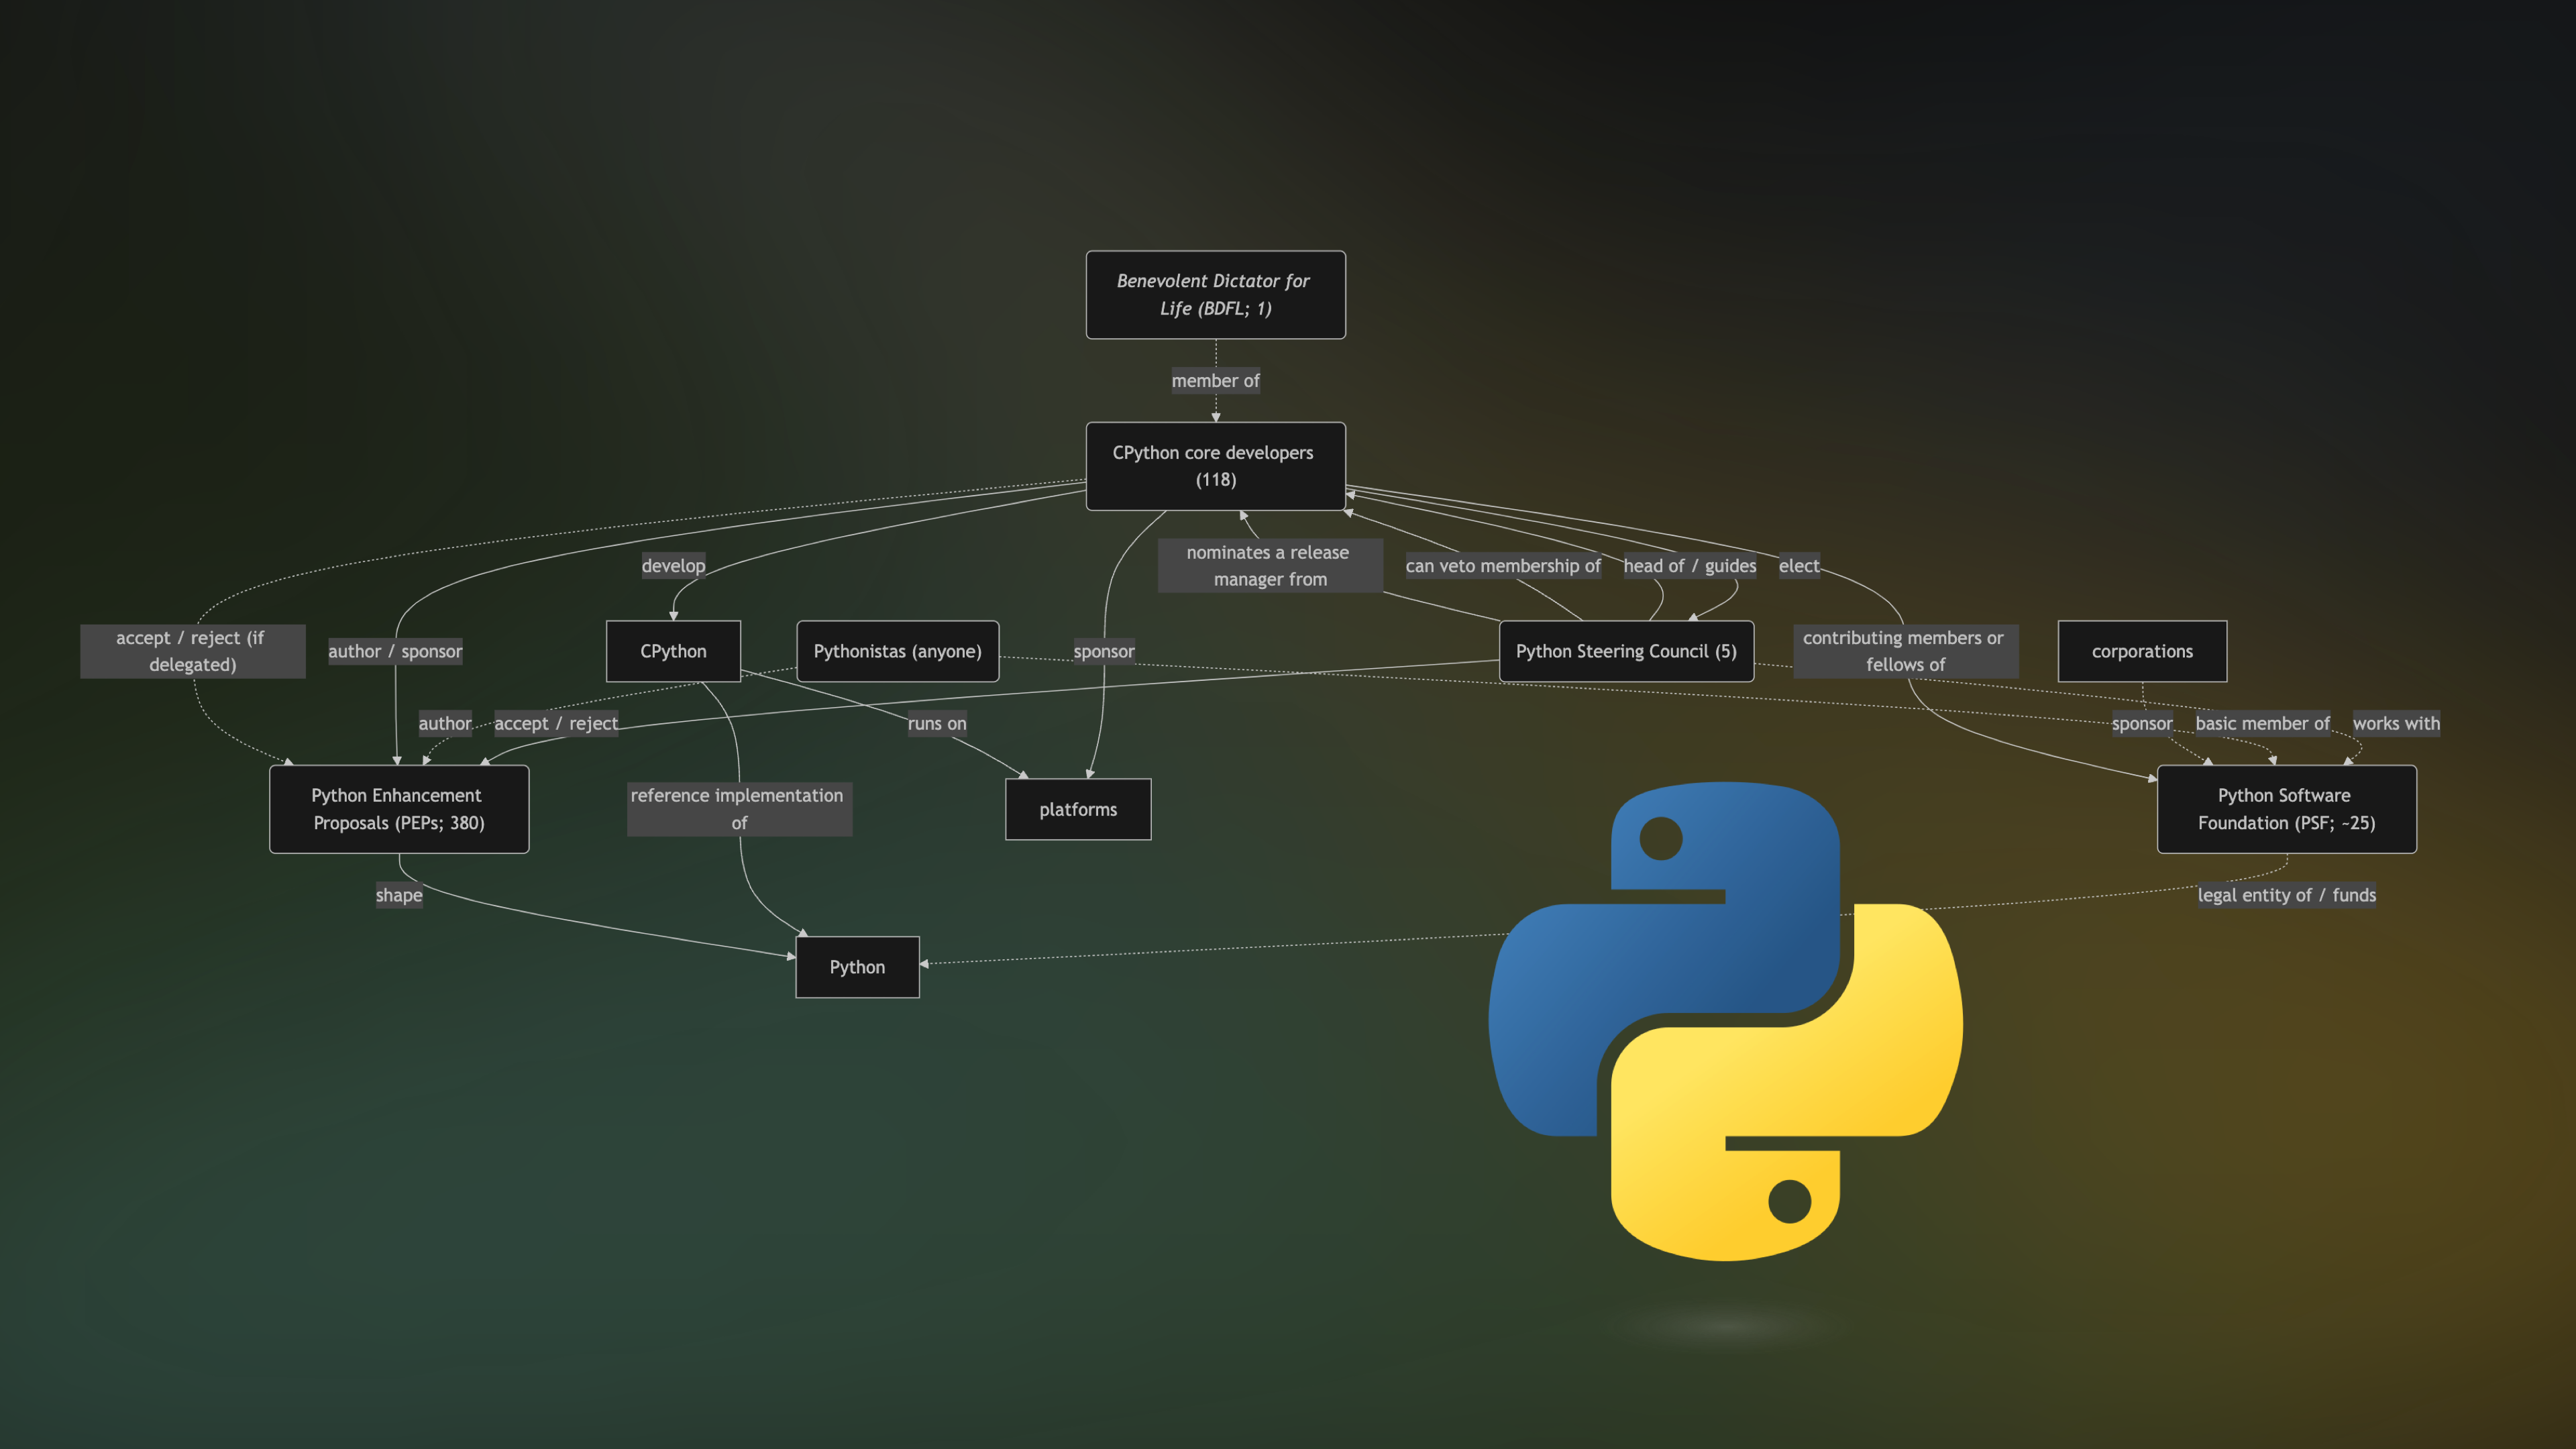 Benevolent Dictator for
Life (BDFL; 1)
member of
CPython core developers
(118)
nominates a release
manager from
develop
can veto membership of
head of / guides
elect
accept / reject (if
delegated)
author / sponsor
CPython
Pythonistas (anyone)
sponsor
Python Steering Council (5)
contributing members or
fellows of
corporations
author
accept / reject
runs on
sponsor
basic member of
works with
Python Enhancement
Proposals (PEPs; 380)
reference implementation
of
platforms
Python Software
Foundation (PSF; ~25)
shape
legal entity of / funds
Python